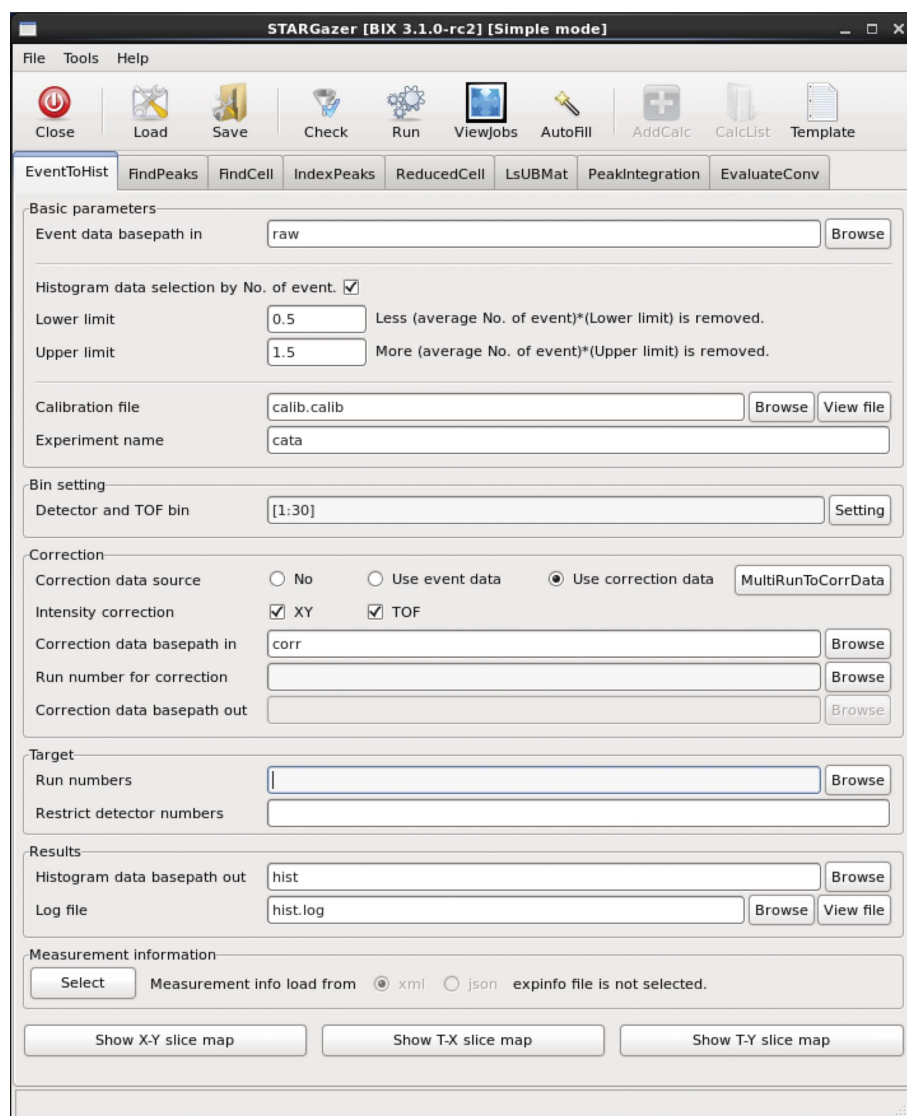 STARGazer [BIX 3.1.0-rc2] [Simple mode]
File Tools Help
Close Load Save Check Run ViewJobs AutoFill AddCalc CalcList Template
EventToHist FindPeaks FindCell IndexPeaks ReducedCell LsUBMat PeakIntegration EvaluateConv
Basic parameters
Event data basepath in raw Browse
Histogram data selection by No. of event.
Lower limit 0.5 Less (average No. of event)*(Lower limit) is removed.
Upper limit 1.5 More (average No. of event)*(Upper limit) is removed.
Calibration file calib.calib Browse View file
Experiment name cata
Bin setting
Detector and TOF bin [1:30] Setting
Correction
Correction data source No Use event data Use correction data MultiRunToCorrData
Intensity correction XY TOF
Correction data basepath in corr Browse
Run number for correction Browse
Correction data basepath out Browse
Target
Run numbers Browse
Restrict detector numbers
Results
Histogram data basepath out hist Browse
Log file hist.log Browse View file
Measurement information
Select Measurement info load from xml json expinfo file is not selected.
Show X-Y slice map Show T-X slice map Show T-Y slice map